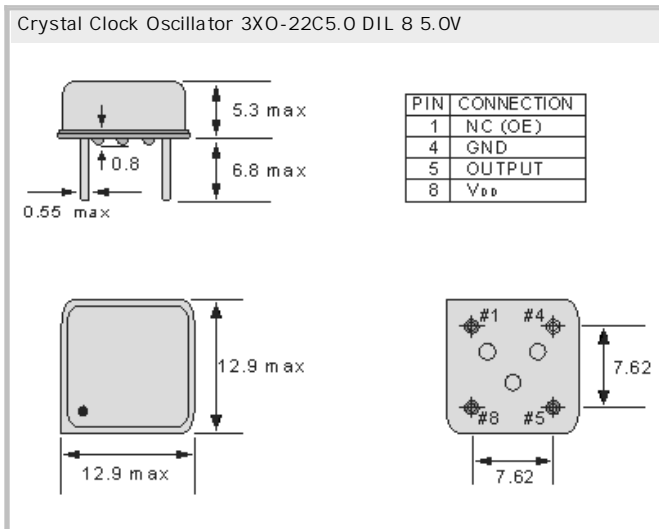 Crystal Clock Oscillator 3XO-22C5.0 DIL 8 5.0V
5.3 max
0.8
6.8 max
0.55 max
PIN CONNECTION
1 NC (OE)
4 GND
5 OUTPUT
8 VDD
12.9 max
12.9 max
#1 #4
7.62
#8 #5
7.62